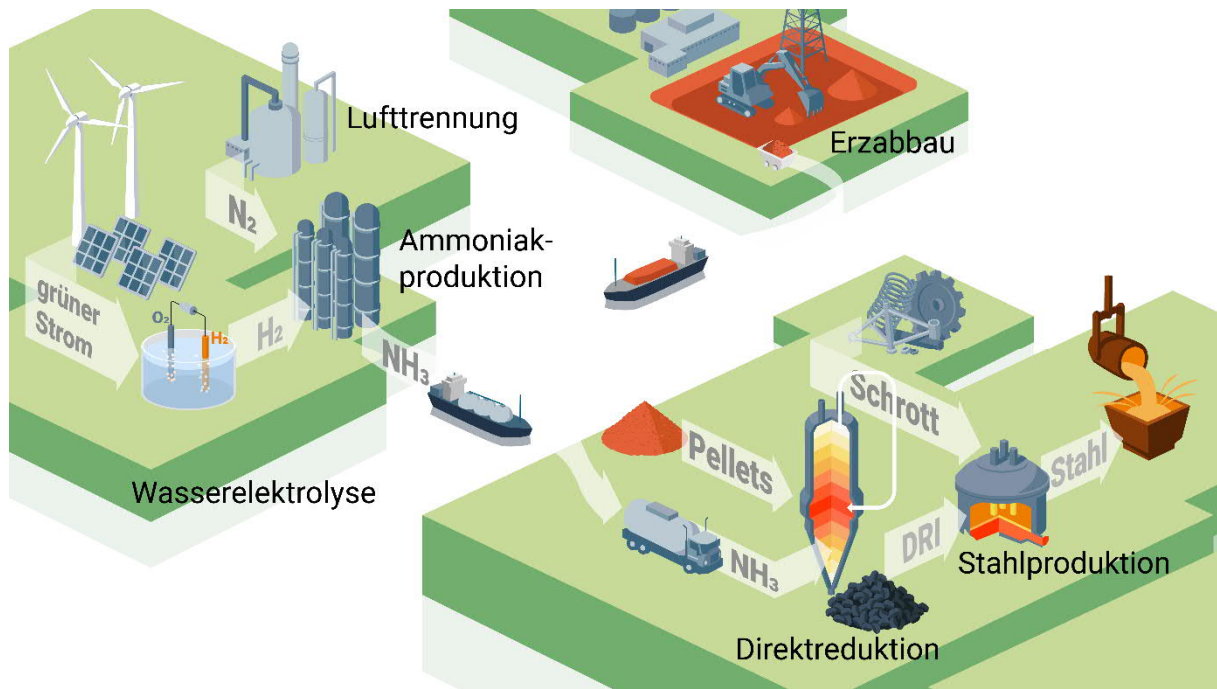 Lufttrennung
Erzabbau
N₂
Ammoniak-
produktion
grüner
Strom
O₂
H₂
H₂
NH₃
Wasserelektrolyse
Schrott
Pellets
Stahl
DRI
NH₃
Stahlproduktion
Direktreduktion